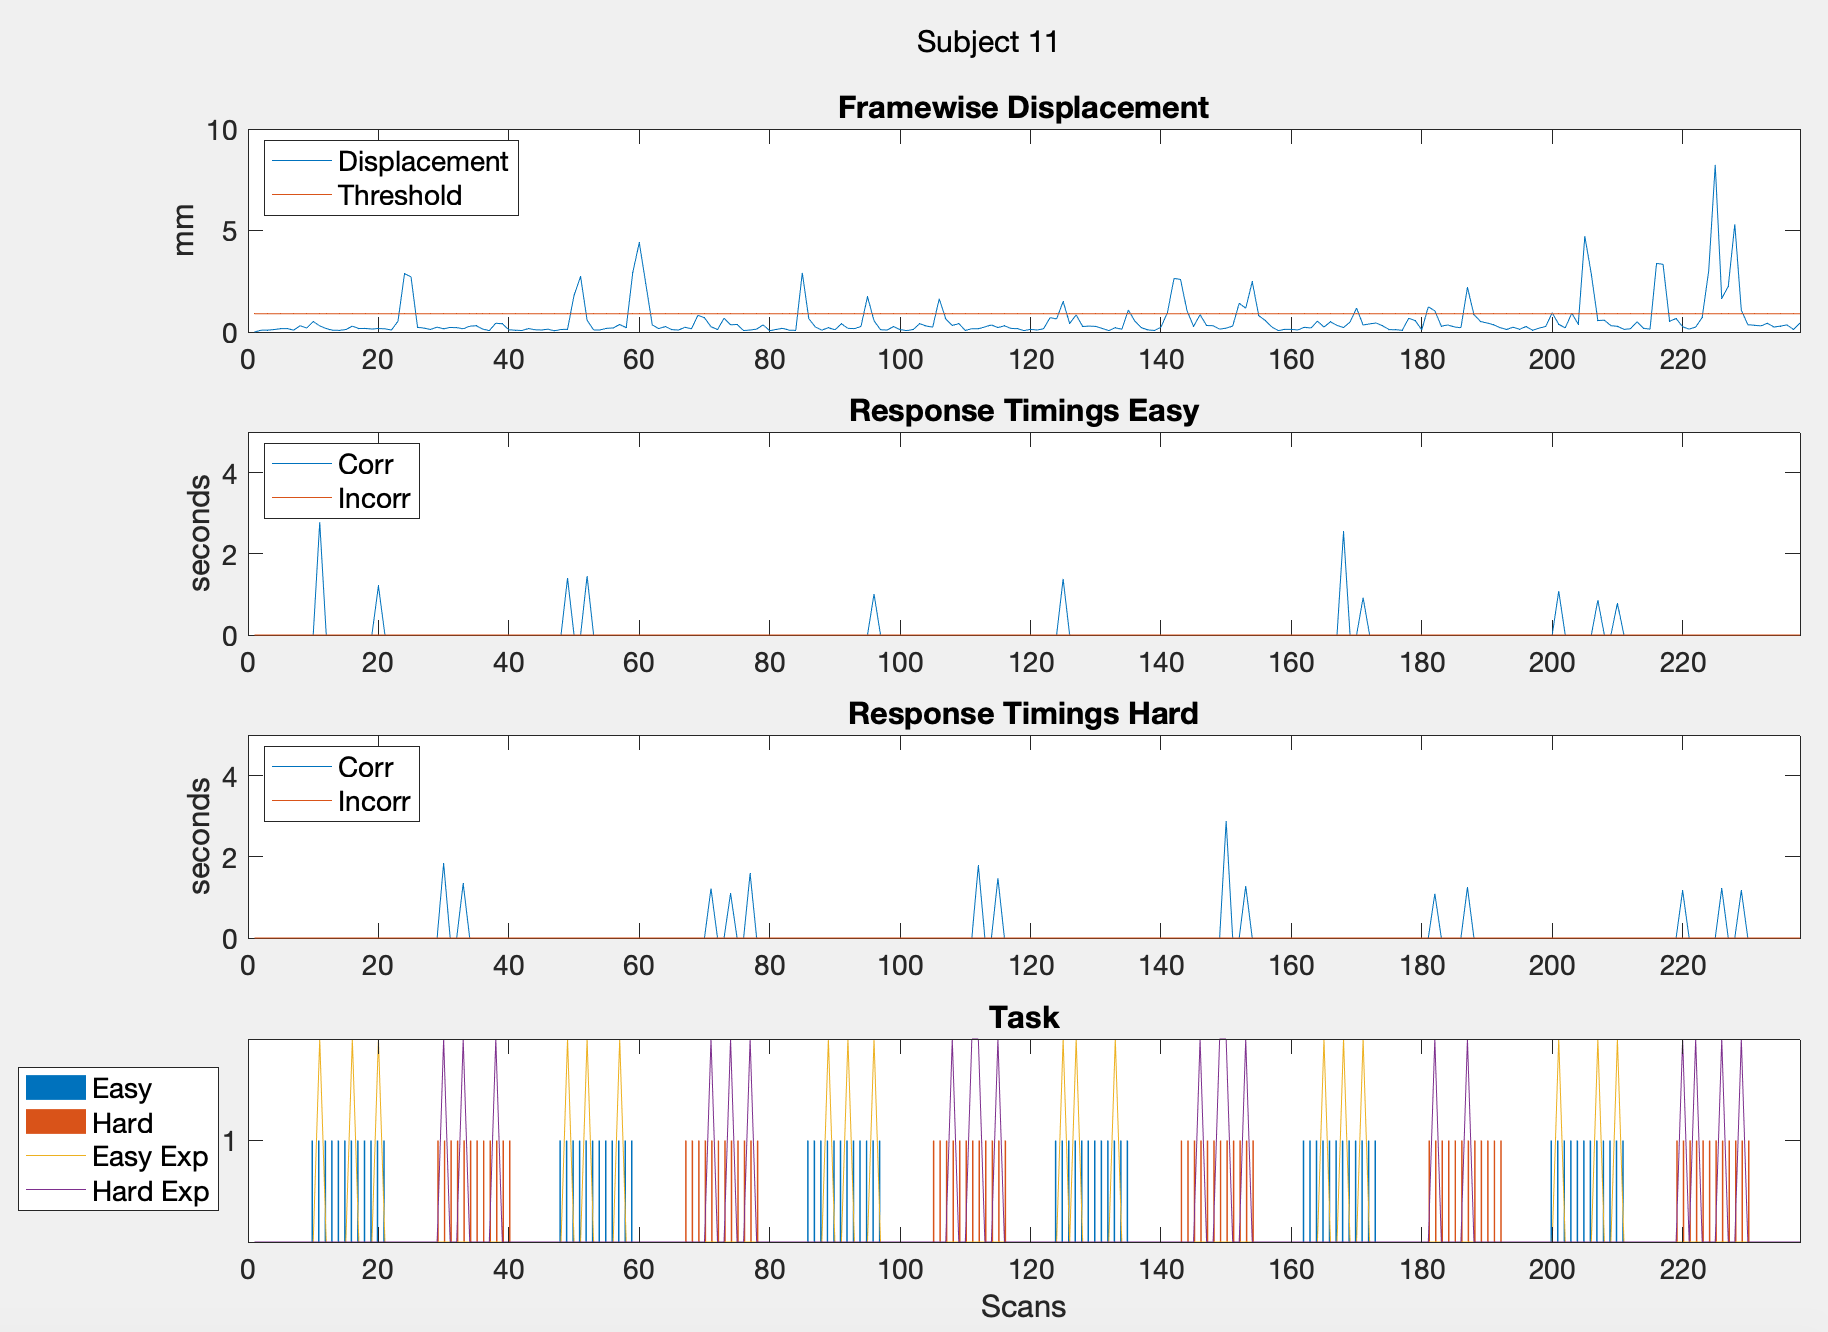 Subject 11
Framewise Displacement
10
5
0
mm
Displacement
Threshold
0 20 40 60 80 100 120 140 160 180 200 220
Response Timings Easy
4
2
0
seconds
Corr
Incorr
0 20 40 60 80 100 120 140 160 180 200 220
Response Timings Hard
4
2
0
seconds
Corr
Incorr
0 20 40 60 80 100 120 140 160 180 200 220
Task
1
Easy
Hard
Easy Exp
Hard Exp
0 20 40 60 80 100 120 140 160 180 200 220
Scans